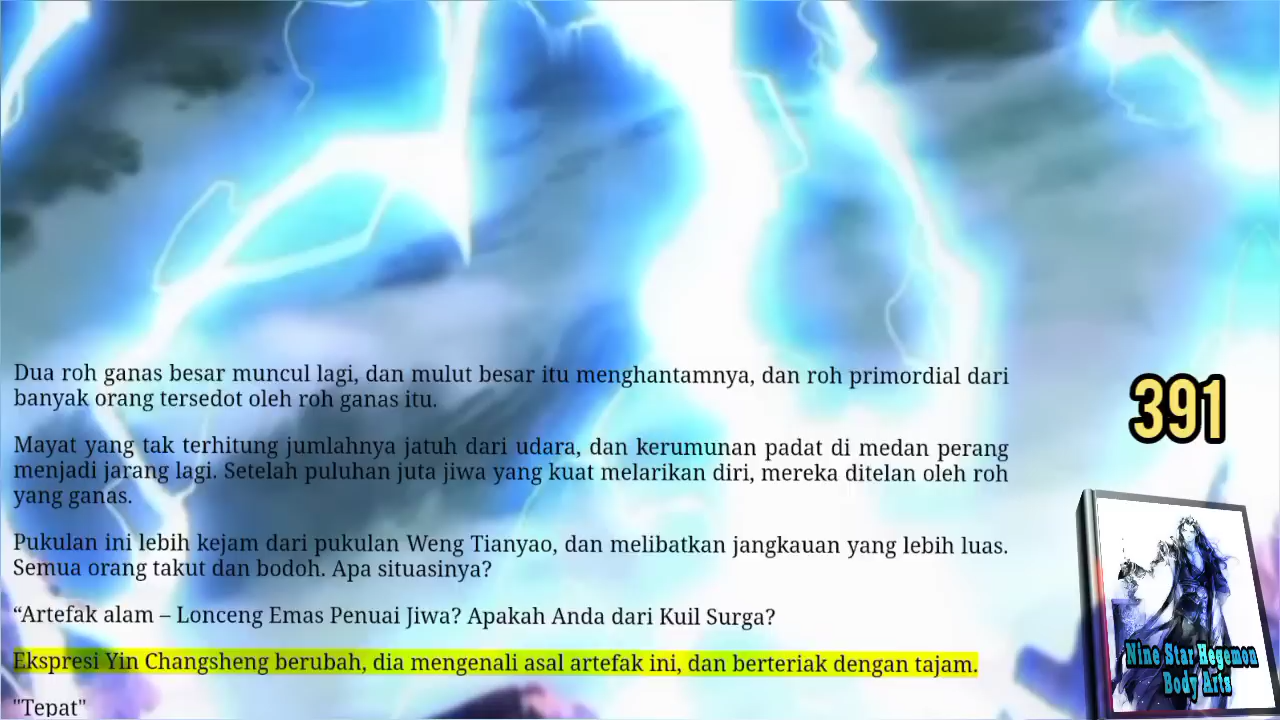 Dua roh ganas besar muncul lagi, dan mulut besar itu menghantamnya, dan roh primordial dari
banyak orang tersedot oleh roh ganas itu.
Mayat yang tak terhitung jumlahnya jatuh dari udara, dan kerumunan padat di medan perang
menjadi jarang lagi. Setelah puluhan juta jiwa yang kuat melarikan diri, mereka ditelan oleh roh
yang ganas.
Pukulan ini lebih kejam dari pukulan Weng Tianyao, dan melibatkan jangkauan yang lebih luas.
Semua orang takut dan bodoh. Apa situasinya?
“Artefak alam – Lonceng Emas Penuai Jiwa? Apakah Anda dari Kuil Surga?
Ekspresi Yin Changsheng berubah, dia mengenali asal artefak ini, dan berteriak dengan tajam.
"Tepat"
391
Nine Star Hegemon
Body Arts